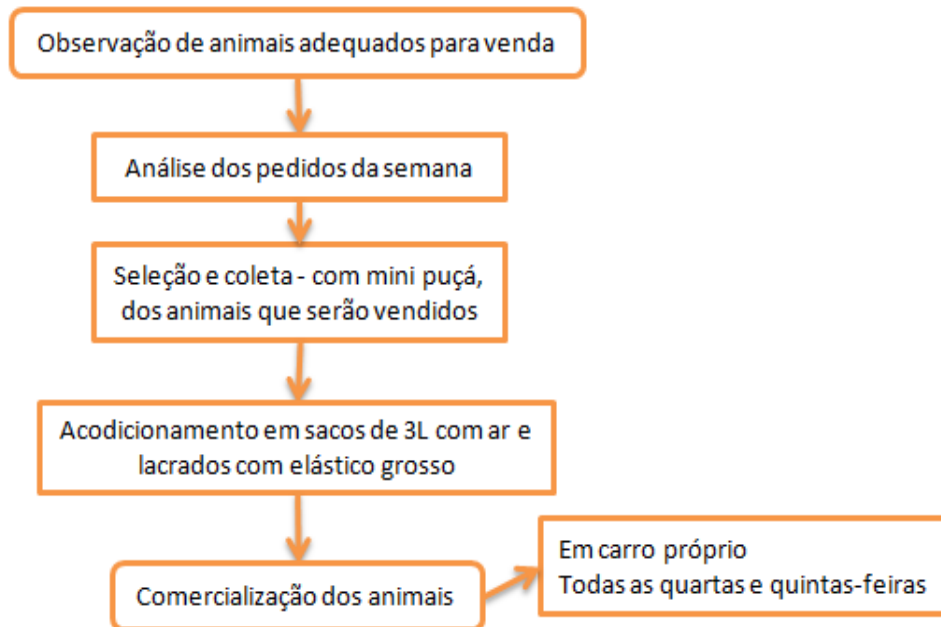 Observação de animais adequados para venda
Análise dos pedidos da semana
Seleção e coleta - com mini puçá,
dos animais que serão vendidos
Acodicionamento em sacos de 3L com ar e
lacrados com elástico grosso
Comercialização dos animais
Em carro próprio
Todas as quartas e quintas-feiras